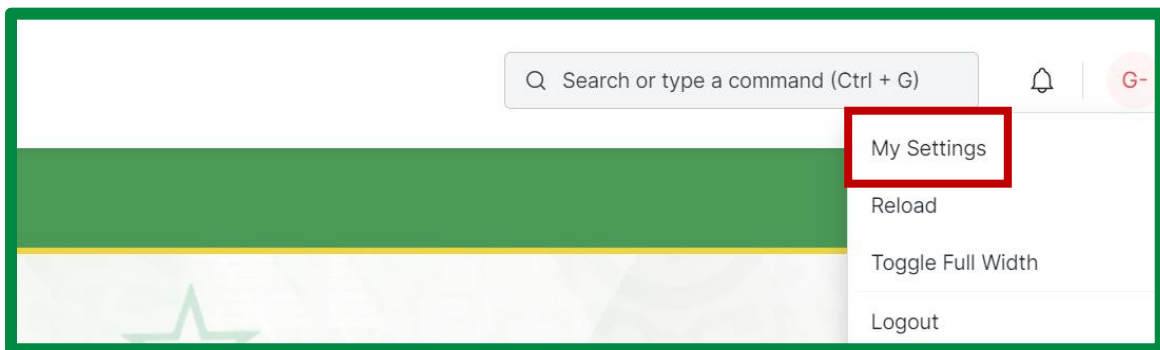 Search or type a command (Ctrl + G)
G-
My Settings
Reload
Toggle Full Width
Logout